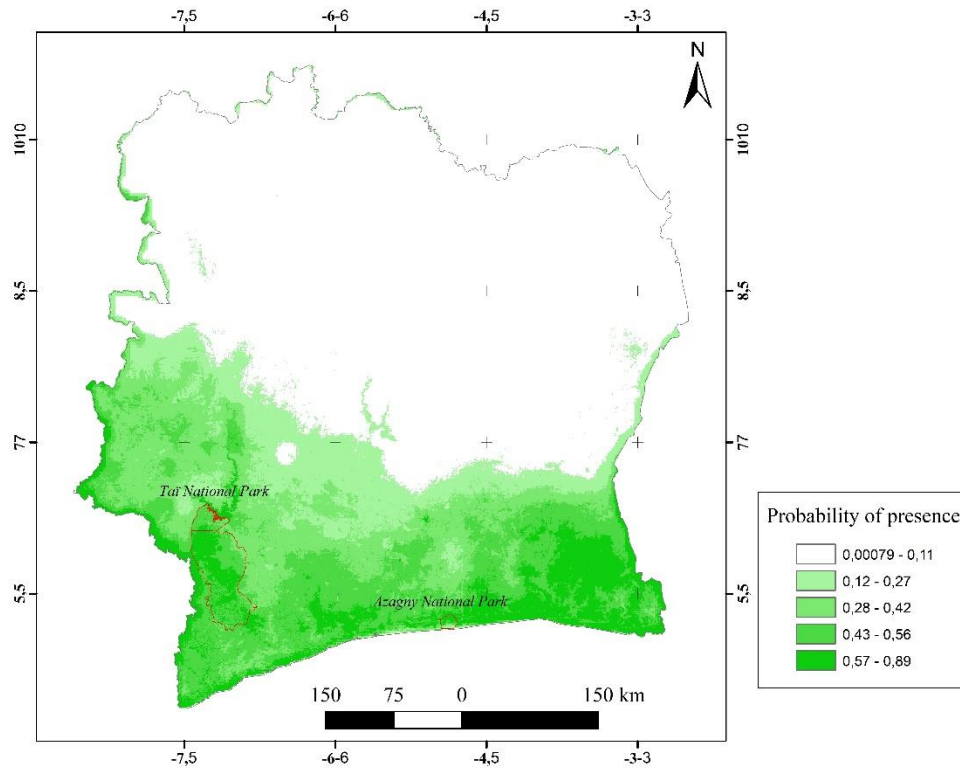 -7,5 -6-6 -4,5 -3-3
N
1010 1010
8,5 8,5
77 77
Taï National Park
Probability of presence
0,00079 - 0,11
0,12 - 0,27
0,28 - 0,42
0,43 - 0,56
0,57 - 0,89
5,5 5,5
Azagny National Park
150 75 0 150 km
-7,5 -6-6 -4,5 -3-3